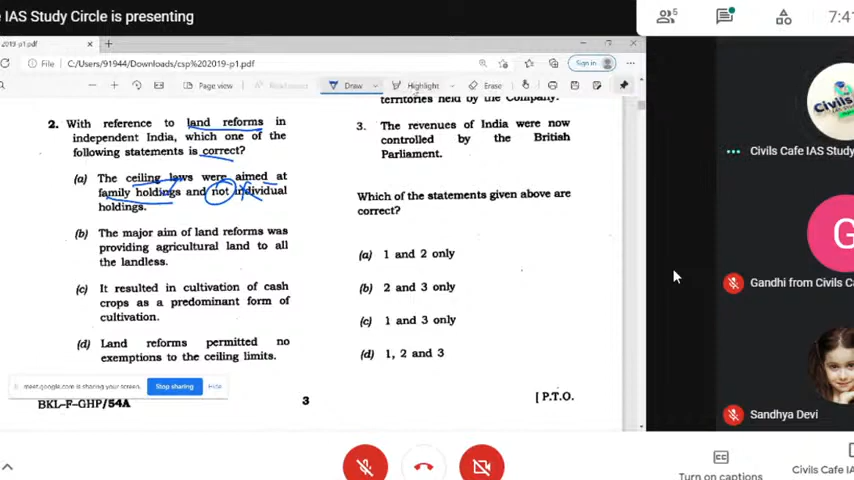 IAS Study Circle is presenting
5
7:4
2019-p1.pdf
File
C:/Users/91944/Downloads/csp%202019-p1.pdf
Sign in
Page view
Read aloud
Draw
Highlight
Erase
2. With reference to land reforms in
independent India, which one of the
following statements is correct?
(a) The ceiling laws were aimed at
family holdings and not individual
holdings.
(b) The major aim of land reforms was
providing agricultural land to all
the landless.
(c) It resulted in cultivation of cash
crops as a predominant form of
cultivation.
(d) Land reforms permitted no
exemptions to the ceiling limits.
territories held by the Company.
3. The revenues of India were now
controlled by the British
Parliament.
Which of the statements given above are
correct?
(a) 1 and 2 only
(b) 2 and 3 only
(c) 1 and 3 only
(d) 1, 2 and 3
meet.google.com is sharing your screen.
Stop sharing
Hide
BKL-F-GHP/54A
3
[ P.T.O.
Civils
Civils Cafe IAS Study
G
Gandhi from Civils C
Sandhya Devi
Turn on captions
Civils Cafe IAS